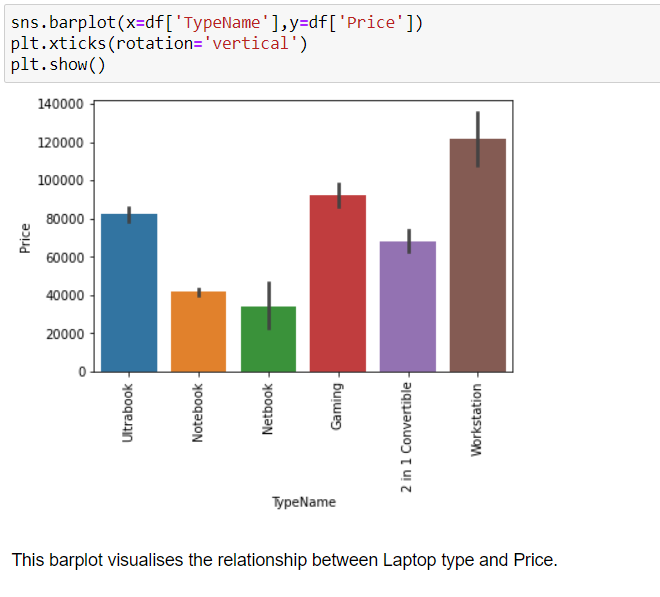 sns.barplot(x=df['TypeName'],y=df['Price'])
plt.xticks(rotation='vertical')
plt.show()
140000
120000
100000
80000
60000
40000
20000
0
Price
Ultrabook
Notebook
Netbook
Gaming
2 in 1 Convertible
Workstation
TypeName
This barplot visualises the relationship between Laptop type and Price.